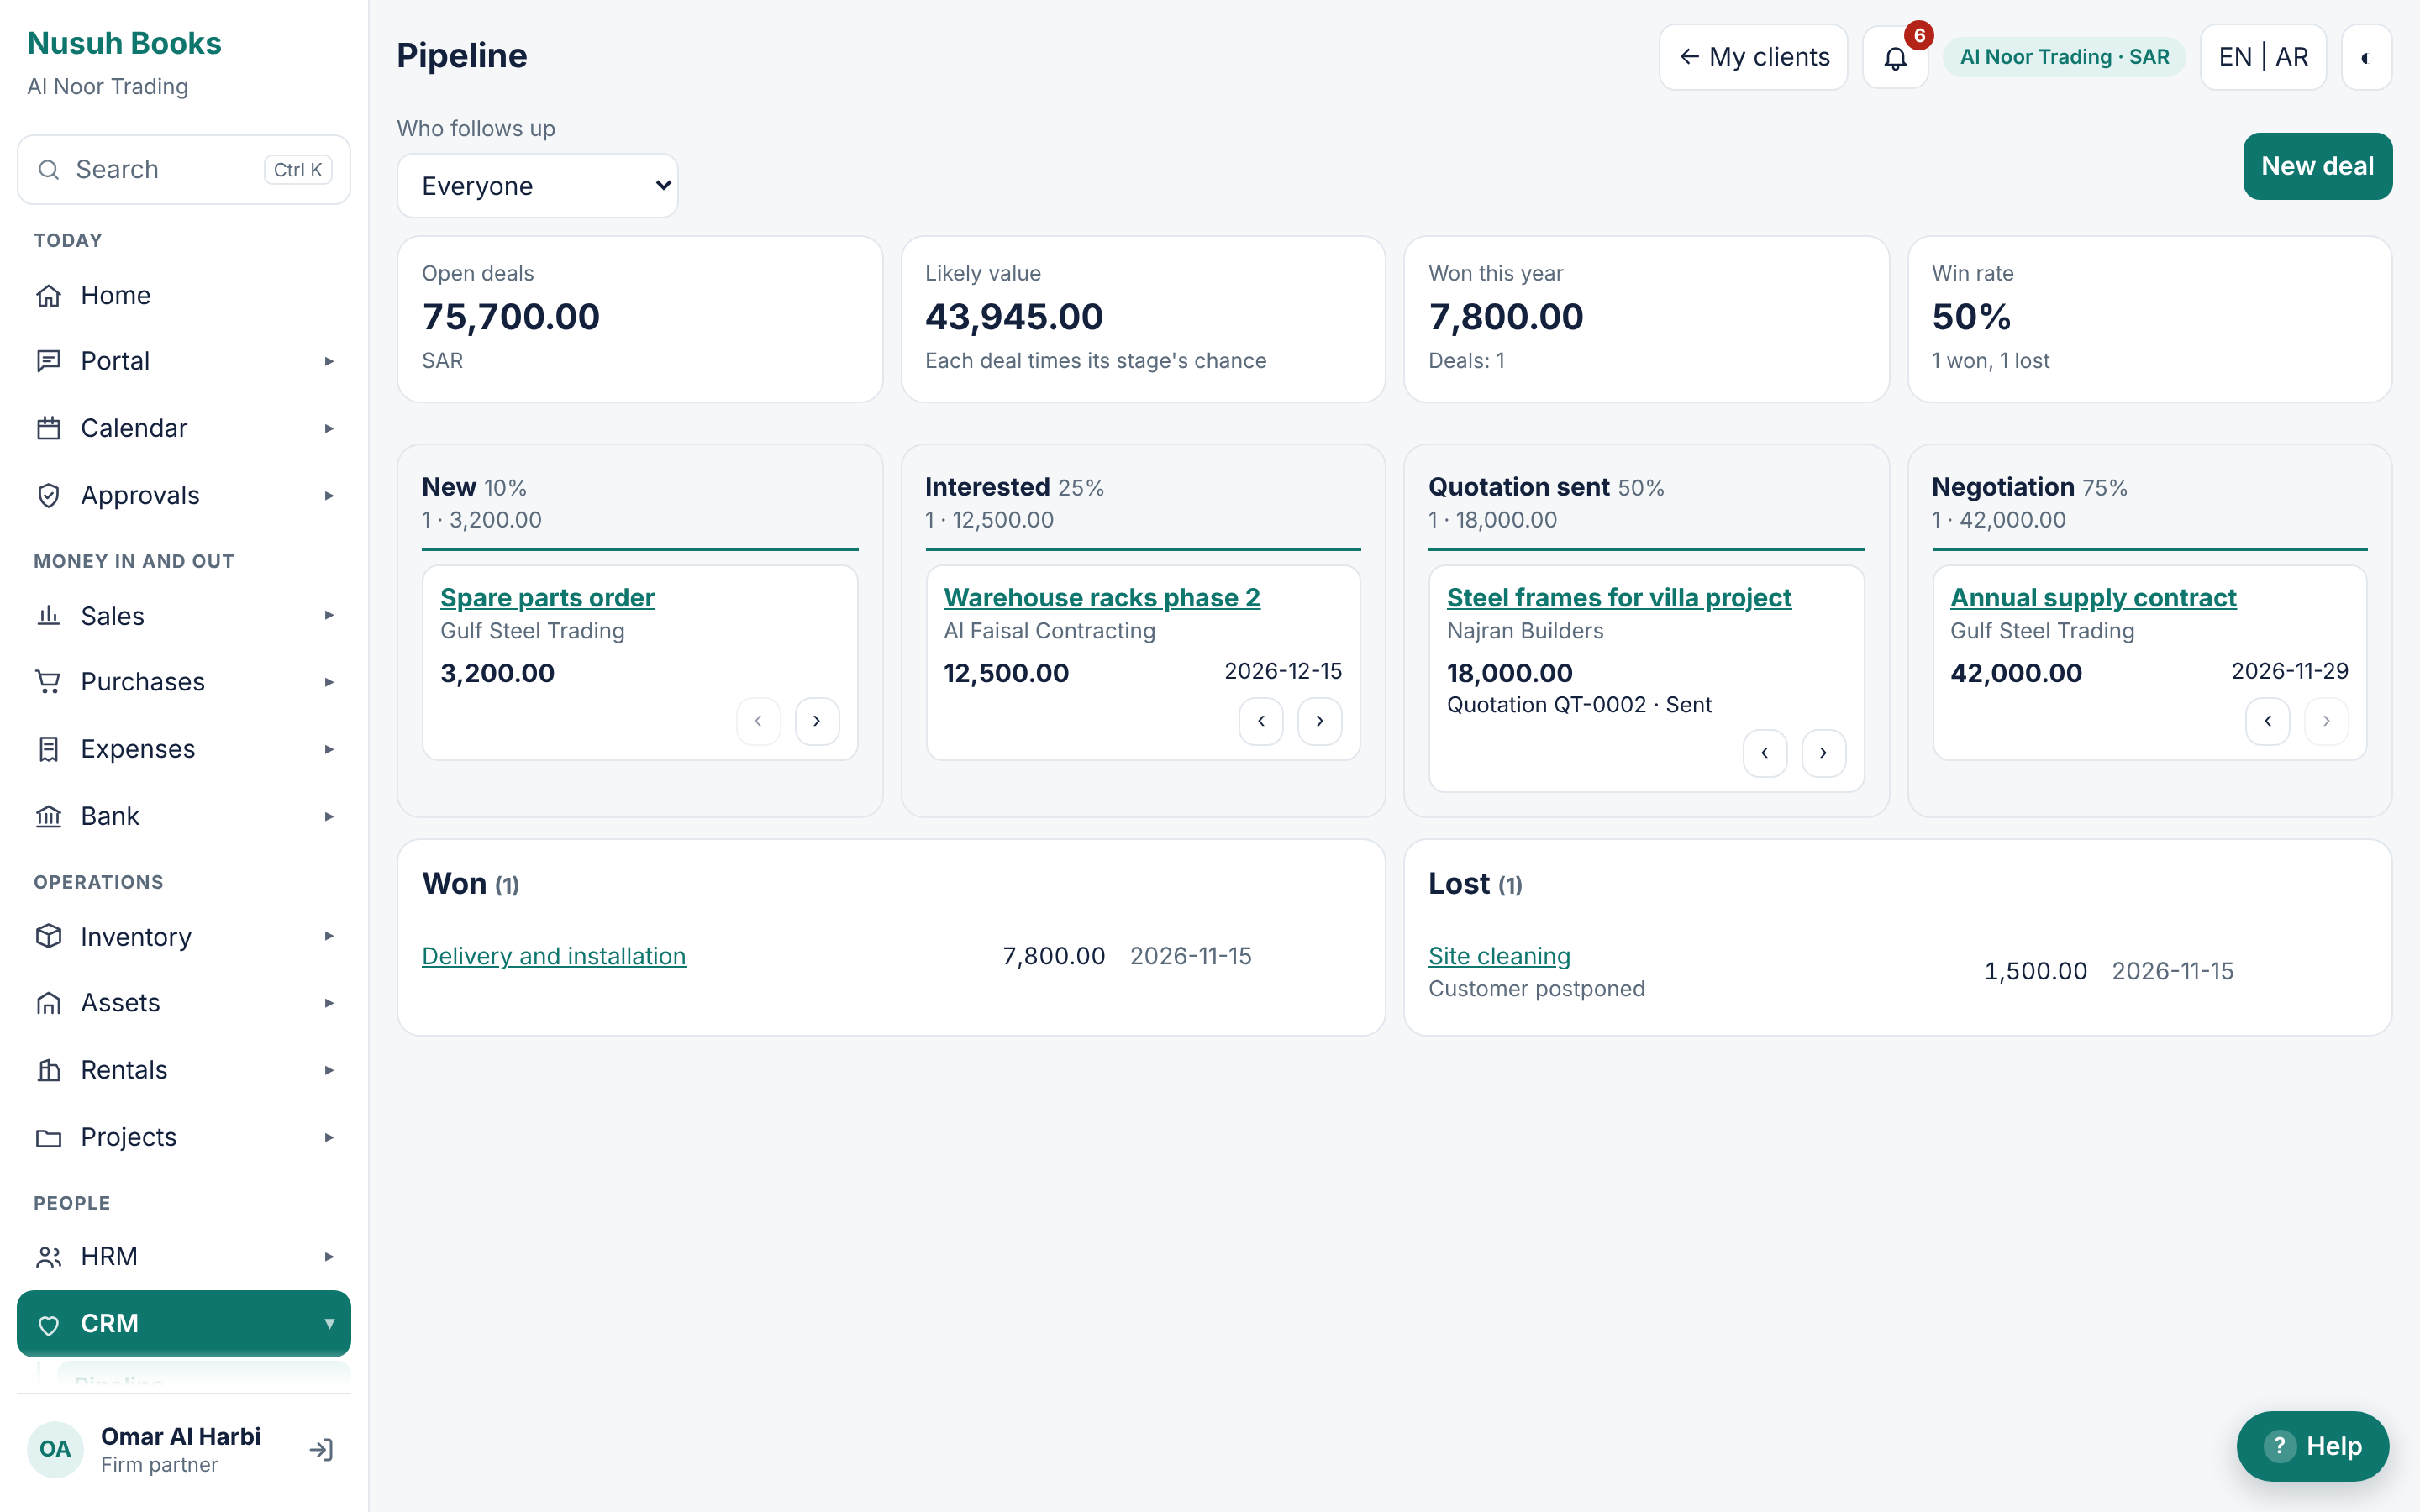 Nusuh Books
Al Noor Trading
Search Ctrl K
TODAY
Home
Portal
Calendar
Approvals
MONEY IN AND OUT
Sales
Purchases
Expenses
Bank
OPERATIONS
Inventory
Assets
Rentals
Projects
PEOPLE
HRM
CRM
Pipeline
OA
Omar Al Harbi
Firm partner
Pipeline
← My clients
6
Al Noor Trading · SAR
EN | AR
Who follows up
Everyone
New deal
Open deals
75,700.00
SAR
Likely value
43,945.00
Each deal times its stage's chance
Won this year
7,800.00
Deals: 1
Win rate
50%
1 won, 1 lost
New 10%
1 · 3,200.00
Spare parts order
Gulf Steel Trading
3,200.00
Interested 25%
1 · 12,500.00
Warehouse racks phase 2
Al Faisal Contracting
12,500.00 2026-12-15
Quotation sent 50%
1 · 18,000.00
Steel frames for villa project
Najran Builders
18,000.00
Quotation QT-0002 · Sent
Negotiation 75%
1 · 42,000.00
Annual supply contract
Gulf Steel Trading
42,000.00 2026-11-29
Won (1)
Delivery and installation 7,800.00 2026-11-15
Lost (1)
Site cleaning
Customer postponed
1,500.00 2026-11-15
? Help